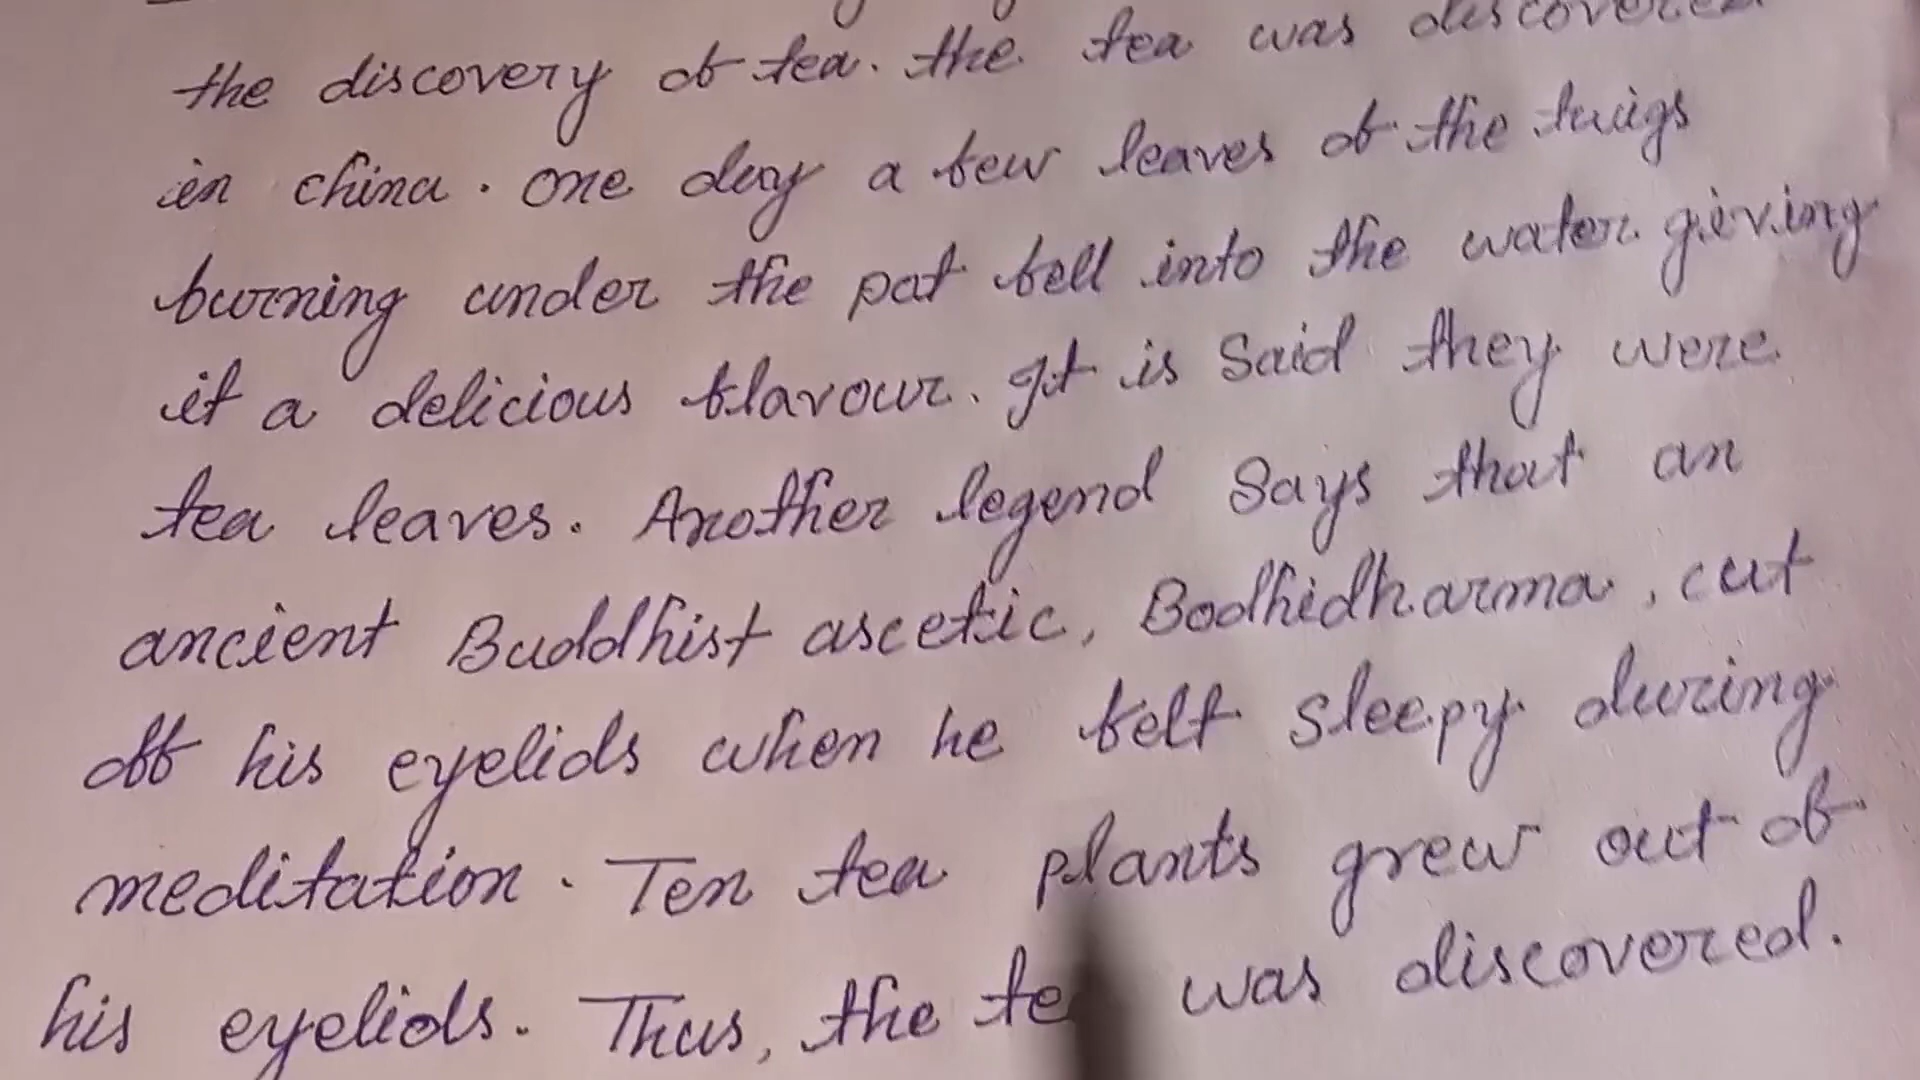 the discovery of tea. the tea was discovered
in china. one day a few leaves of the twigs
burning under the pot fell into the water giving
it a delicious flavour. It is Said they were
tea leaves. Another legend Says that an
ancient Buddhist ascetic, Bodhidharma, cut
off his eyelids when he felt sleepy during
meditation. Ten tea plants grew out of
his eyelids. Thus, the te was discovered.